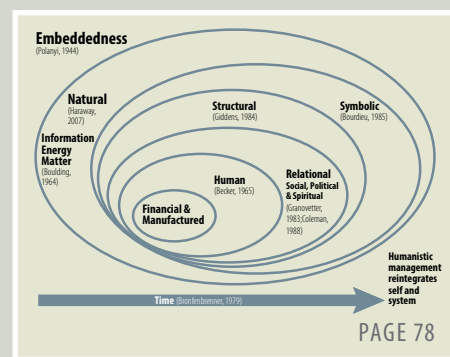 Embeddedness
(Polanyi, 1944)
Natural
(Haraway,
2007)
Information
Energy
Matter
(Boulding,
1964)
Structural
(Giddens, 1984)
Symbolic
(Bourdieu, 1985)
Human
(Becker, 1965)
Relational
Social, Political
& Spiritual
(Granovetter,
1983;Coleman,
1988)
Financial &
Manufactured
Humanistic
management
reintegrates
self and
system
Time (Bronfenbrenner, 1979)
PAGE 78